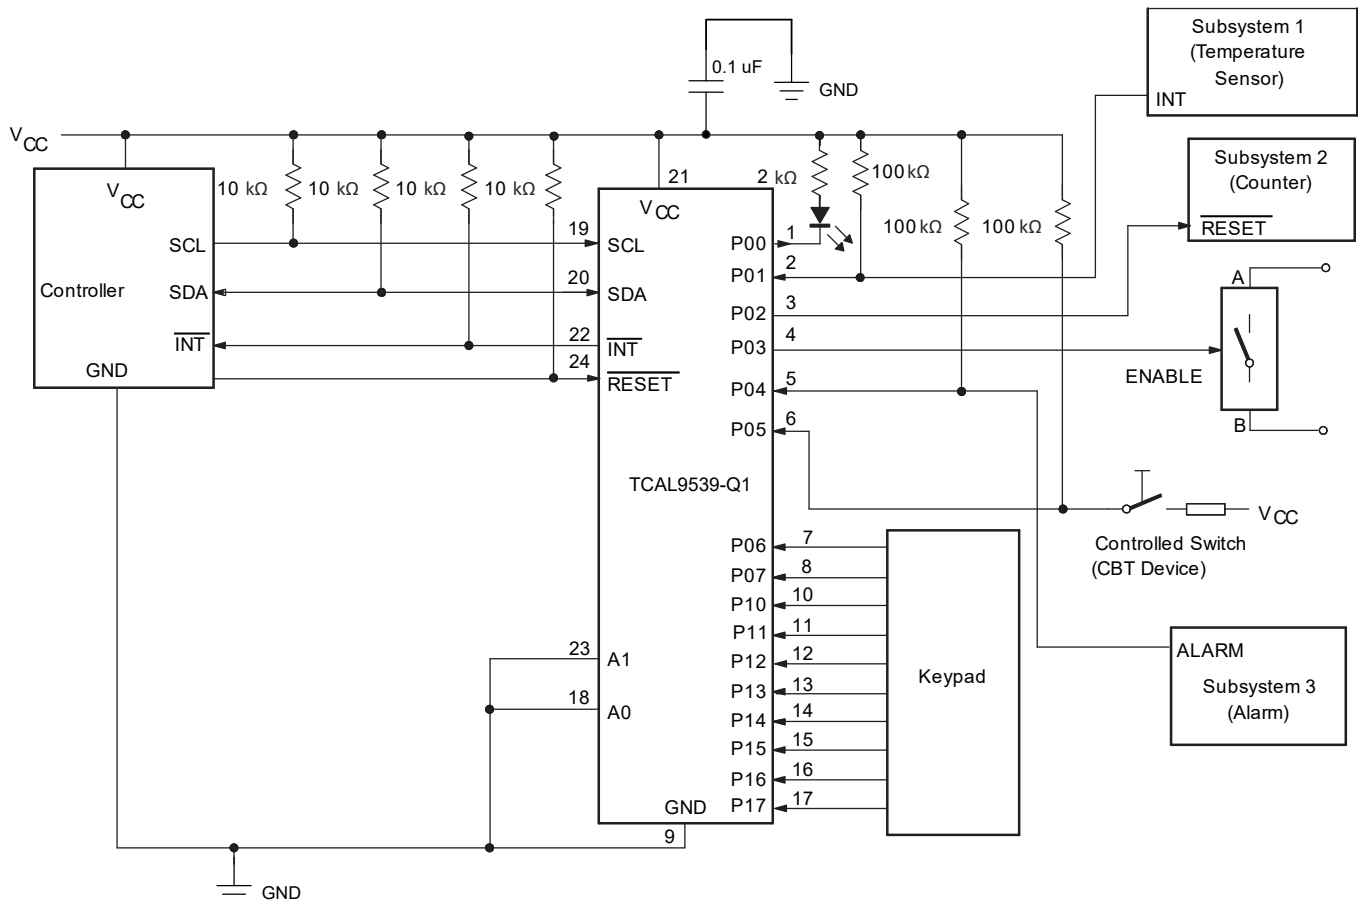 Subsystem 1
(Temperature
Sensor)
INT
0.1 uF
GND
VCC
Subsystem 2
(Counter)
RESET
VCC
10 kΩ
10 kΩ
10 kΩ
10 kΩ
21
VCC
2 kΩ
100 kΩ
100 kΩ
100 kΩ
Controller
SCL
SDA
INT
GND
19
SCL
20
SDA
22
INT
24
RESET
P00
1
P01
2
P02
3
P03
4
P04
5
P05
6
A
ENABLE
B
TCAL9539-Q1
VCC
Controlled Switch
(CBT Device)
P06
7
P07
8
P10
10
P11
11
P12
12
P13
13
P14
14
P15
15
P16
16
P17
17
Keypad
ALARM
Subsystem 3
(Alarm)
23
A1
18
A0
GND
9
GND